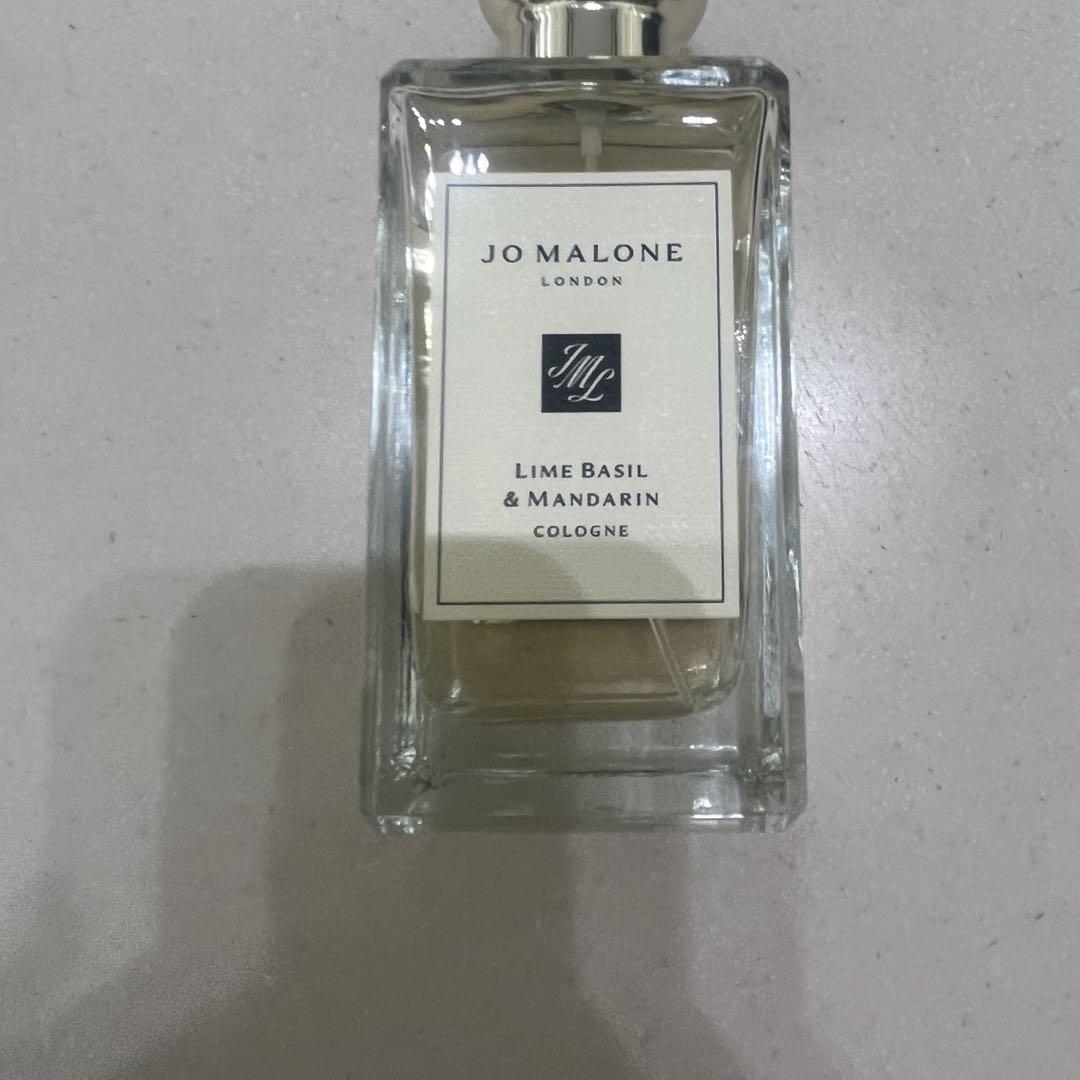 JO MALONE
LONDON
JML
LIME BASIL
& MANDARIN
COLOGNE